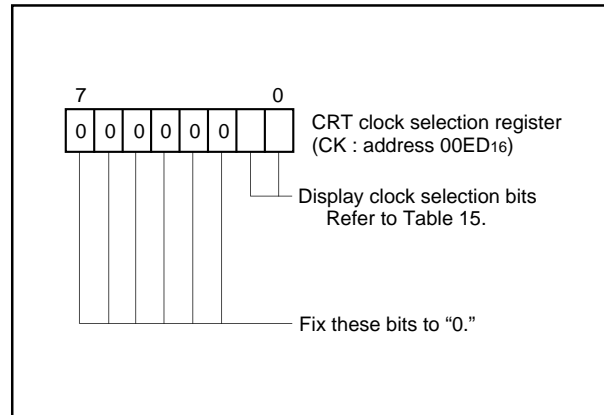 7 0
0 0 0 0 0 0
CRT clock selection register
(CK : address 00ED16)
Display clock selection bits
Refer to Table 15.
Fix these bits to “0.”